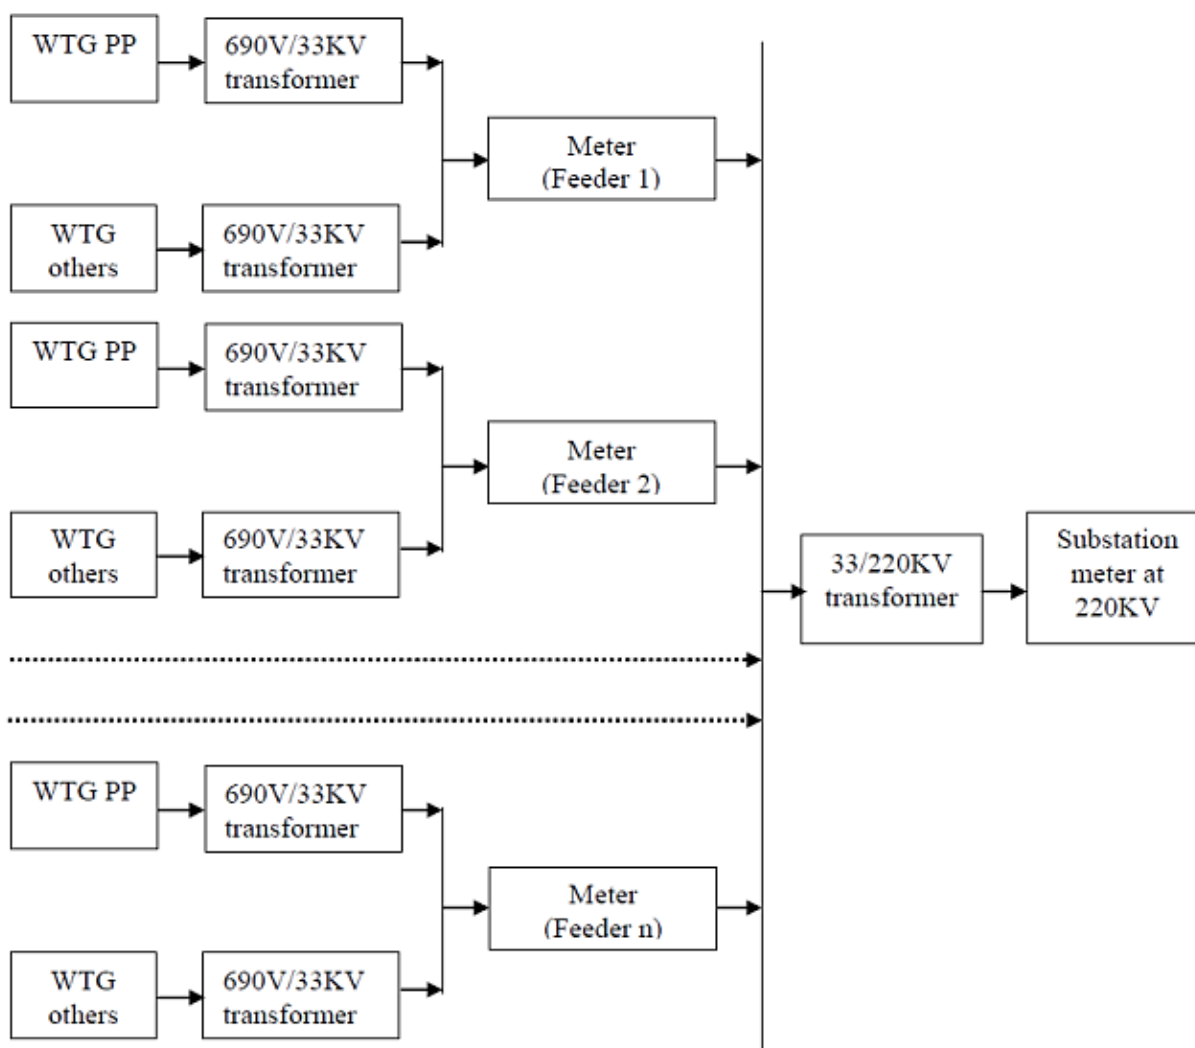 WTG PP
690V/33KV
transformer
Meter
(Feeder 1)
WTG
others
690V/33KV
transformer
WTG PP
690V/33KV
transformer
Meter
(Feeder 2)
WTG
others
690V/33KV
transformer
33/220KV
transformer
Substation
meter at
220KV
WTG PP
690V/33KV
transformer
Meter
(Feeder n)
WTG
others
690V/33KV
transformer